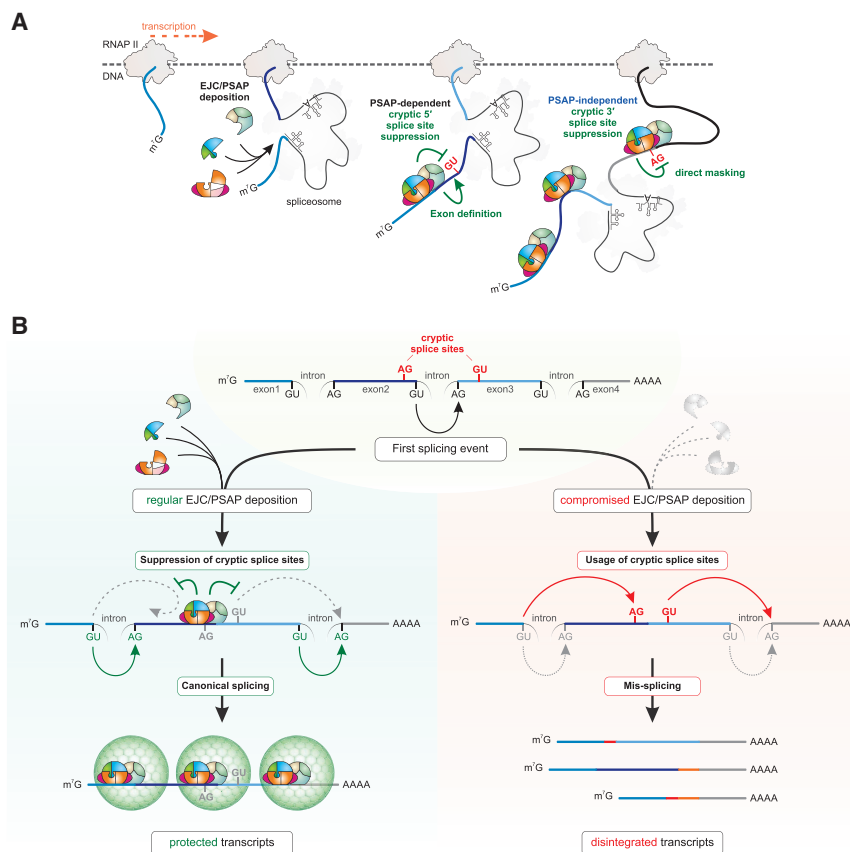 A
transcription
RNAP II
DNA
m⁷G
EJC/PSAP
deposition
m⁷G
spliceosome
A
PSAP-dependent
cryptic 5′
splice site
suppression
GU
Exon definition
m⁷G
A
PSAP-independent
cryptic 3′
splice site
suppression
AG
direct masking
A
m⁷G
B
cryptic
splice sites
m⁷G
exon1
GU
intron
AG
exon2
AG
GU
intron
AG
GU
exon3
GU
intron
AG
exon4
AAAA
First splicing event
regular EJC/PSAP deposition
compromised EJC/PSAP deposition
Suppression of cryptic splice sites
Usage of cryptic splice sites
m⁷G
GU
intron
AG
AG
GU
GU
intron
AG
AAAA
m⁷G
GU
intron
AG
AG
GU
GU
intron
AG
AAAA
Canonical splicing
Mis-splicing
m⁷G
AG
GU
AAAA
m⁷G
AAAA
m⁷G
AAAA
m⁷G
AAAA
protected transcripts
disintegrated transcripts